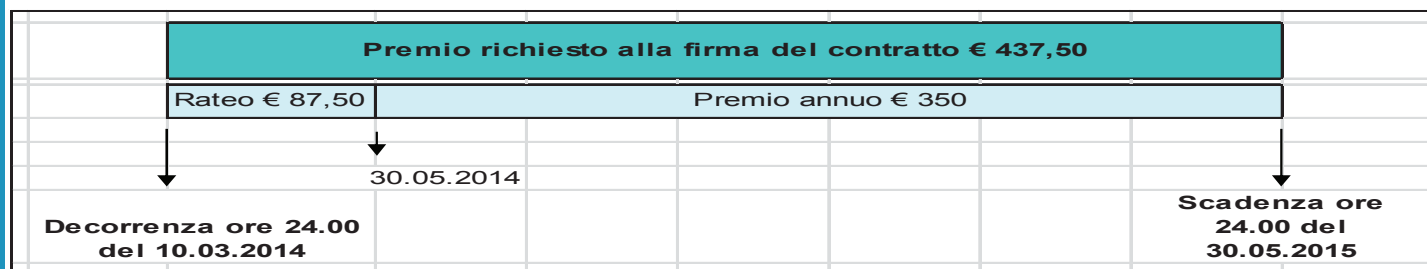 Premio richiesto alla firma del contratto € 437,50
Rateo € 87,50
Premio annuo € 350
30.05.2014
Decorrenza ore 24.00
del 10.03.2014
Scadenza ore
24.00 del
30.05.2015